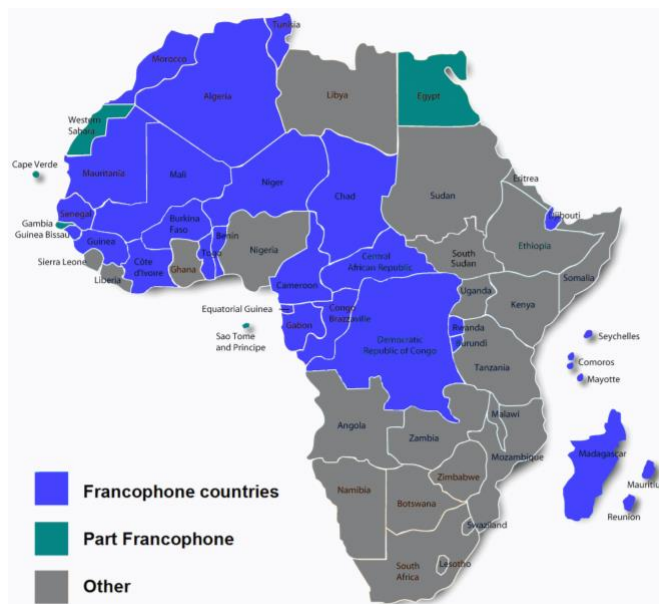 Tunisia
Morocco
Algeria
Libya
Egypt
Western
Sahara
Cape Verde
Mauritania
Mali
Niger
Chad
Sudan
Eritrea
Djibouti
Senegal
Gambia
Guinea Bissau
Guinea
Burkina
Faso
Benin
Togo
Nigeria
Sierra Leone
Liberia
Côte
d'Ivoire
Ghana
Central
African Republic
South
Sudan
Ethiopia
Somalia
Cameroon
Equatorial Guinea
Sao Tome
and Principe
Gabon
Congo
Brazzaville
Democratic
Republic of Congo
Uganda
Kenya
Rwanda
Burundi
Tanzania
Seychelles
Comoros
Mayotte
Angola
Zambia
Malawi
Mozambique
Madagascar
Mauritiu
Reunion
Zimbabwe
Namibia
Botswana
Swaziland
Lesotho
South
Africa
Francophone countries
Part Francophone
Other